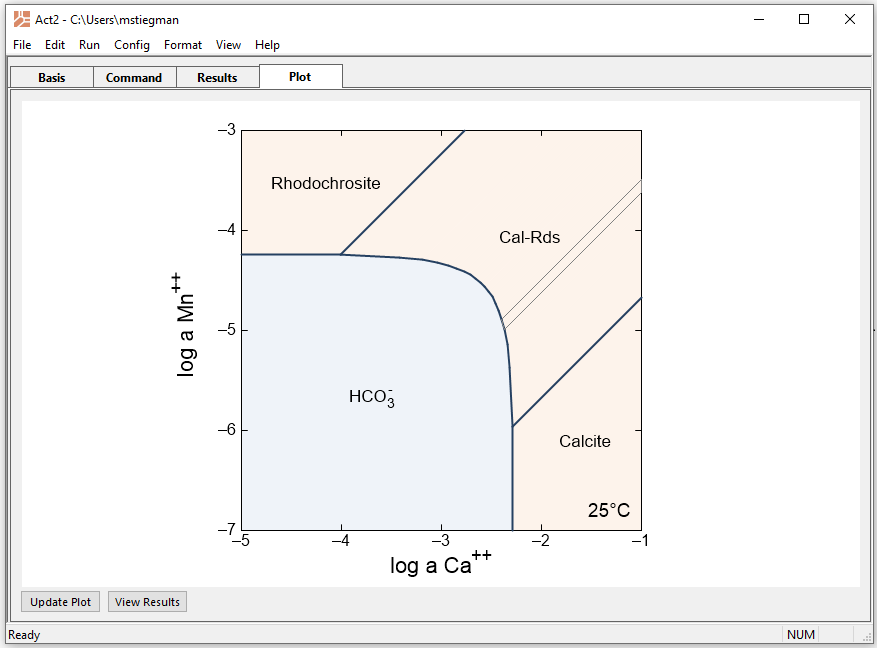 Act2 - C:\Users\mstiegman
File Edit Run Config Format View Help
Basis Command Results Plot
–3
Rhodochrosite
–4
Cal-Rds
log a Mn++
–5
HCO3-
–6
Calcite
25°C
–7
–5 –4 –3 –2 –1
log a Ca++
Update Plot View Results
Ready NUM